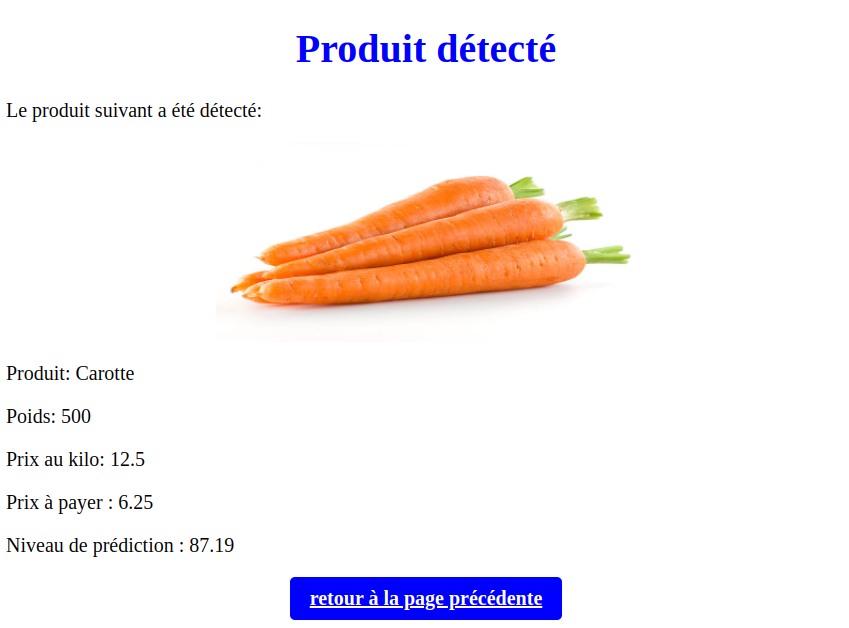 Produit détecté
Le produit suivant a été détecté:
Produit: Carotte
Poids: 500
Prix au kilo: 12.5
Prix à payer : 6.25
Niveau de prédiction : 87.19
retour à la page précédente